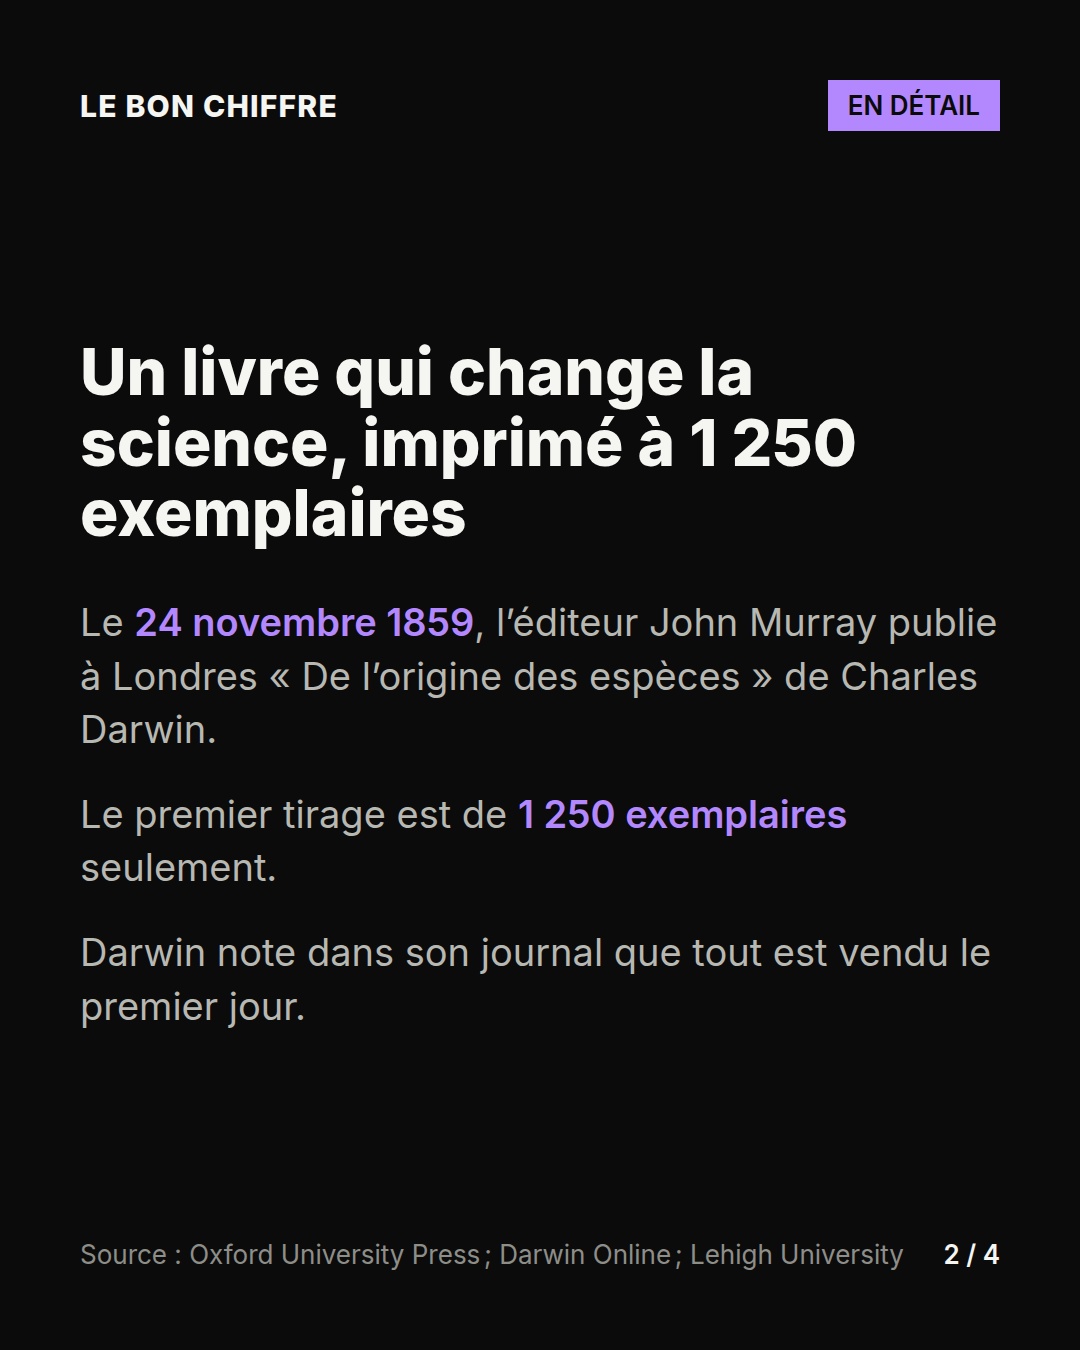 LE BON CHIFFRE
EN DÉTAIL
Un livre qui change la
science, imprimé à 1 250
exemplaires
Le 24 novembre 1859, l’éditeur John Murray publie
à Londres « De l’origine des espèces » de Charles
Darwin.
Le premier tirage est de 1 250 exemplaires
seulement.
Darwin note dans son journal que tout est vendu le
premier jour.
Source : Oxford University Press ; Darwin Online ; Lehigh University
2 / 4